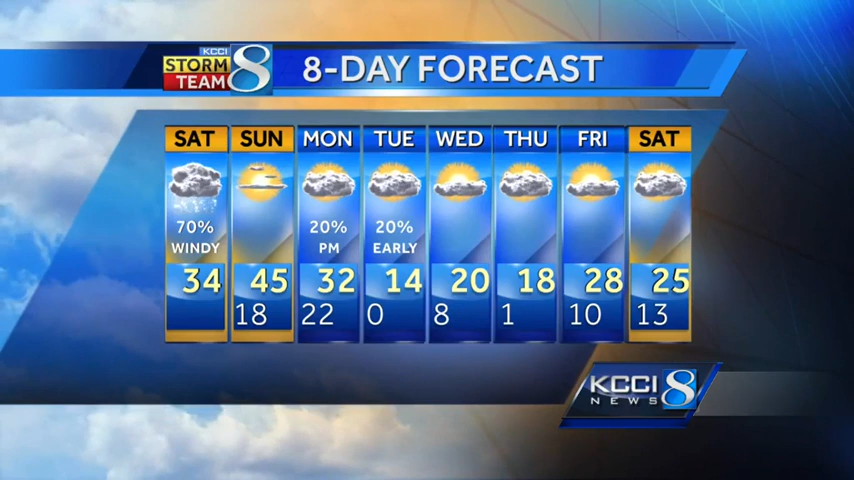 KCCI
STORM
TEAM
8
8-DAY FORECAST
SAT SUN MON TUE WED THU FRI SAT
70% 20% 20%
WINDY PM EARLY
34 45 32 14 20 18 28 25
18 22 0 8 1 10 13
KCCI 8
NEWS